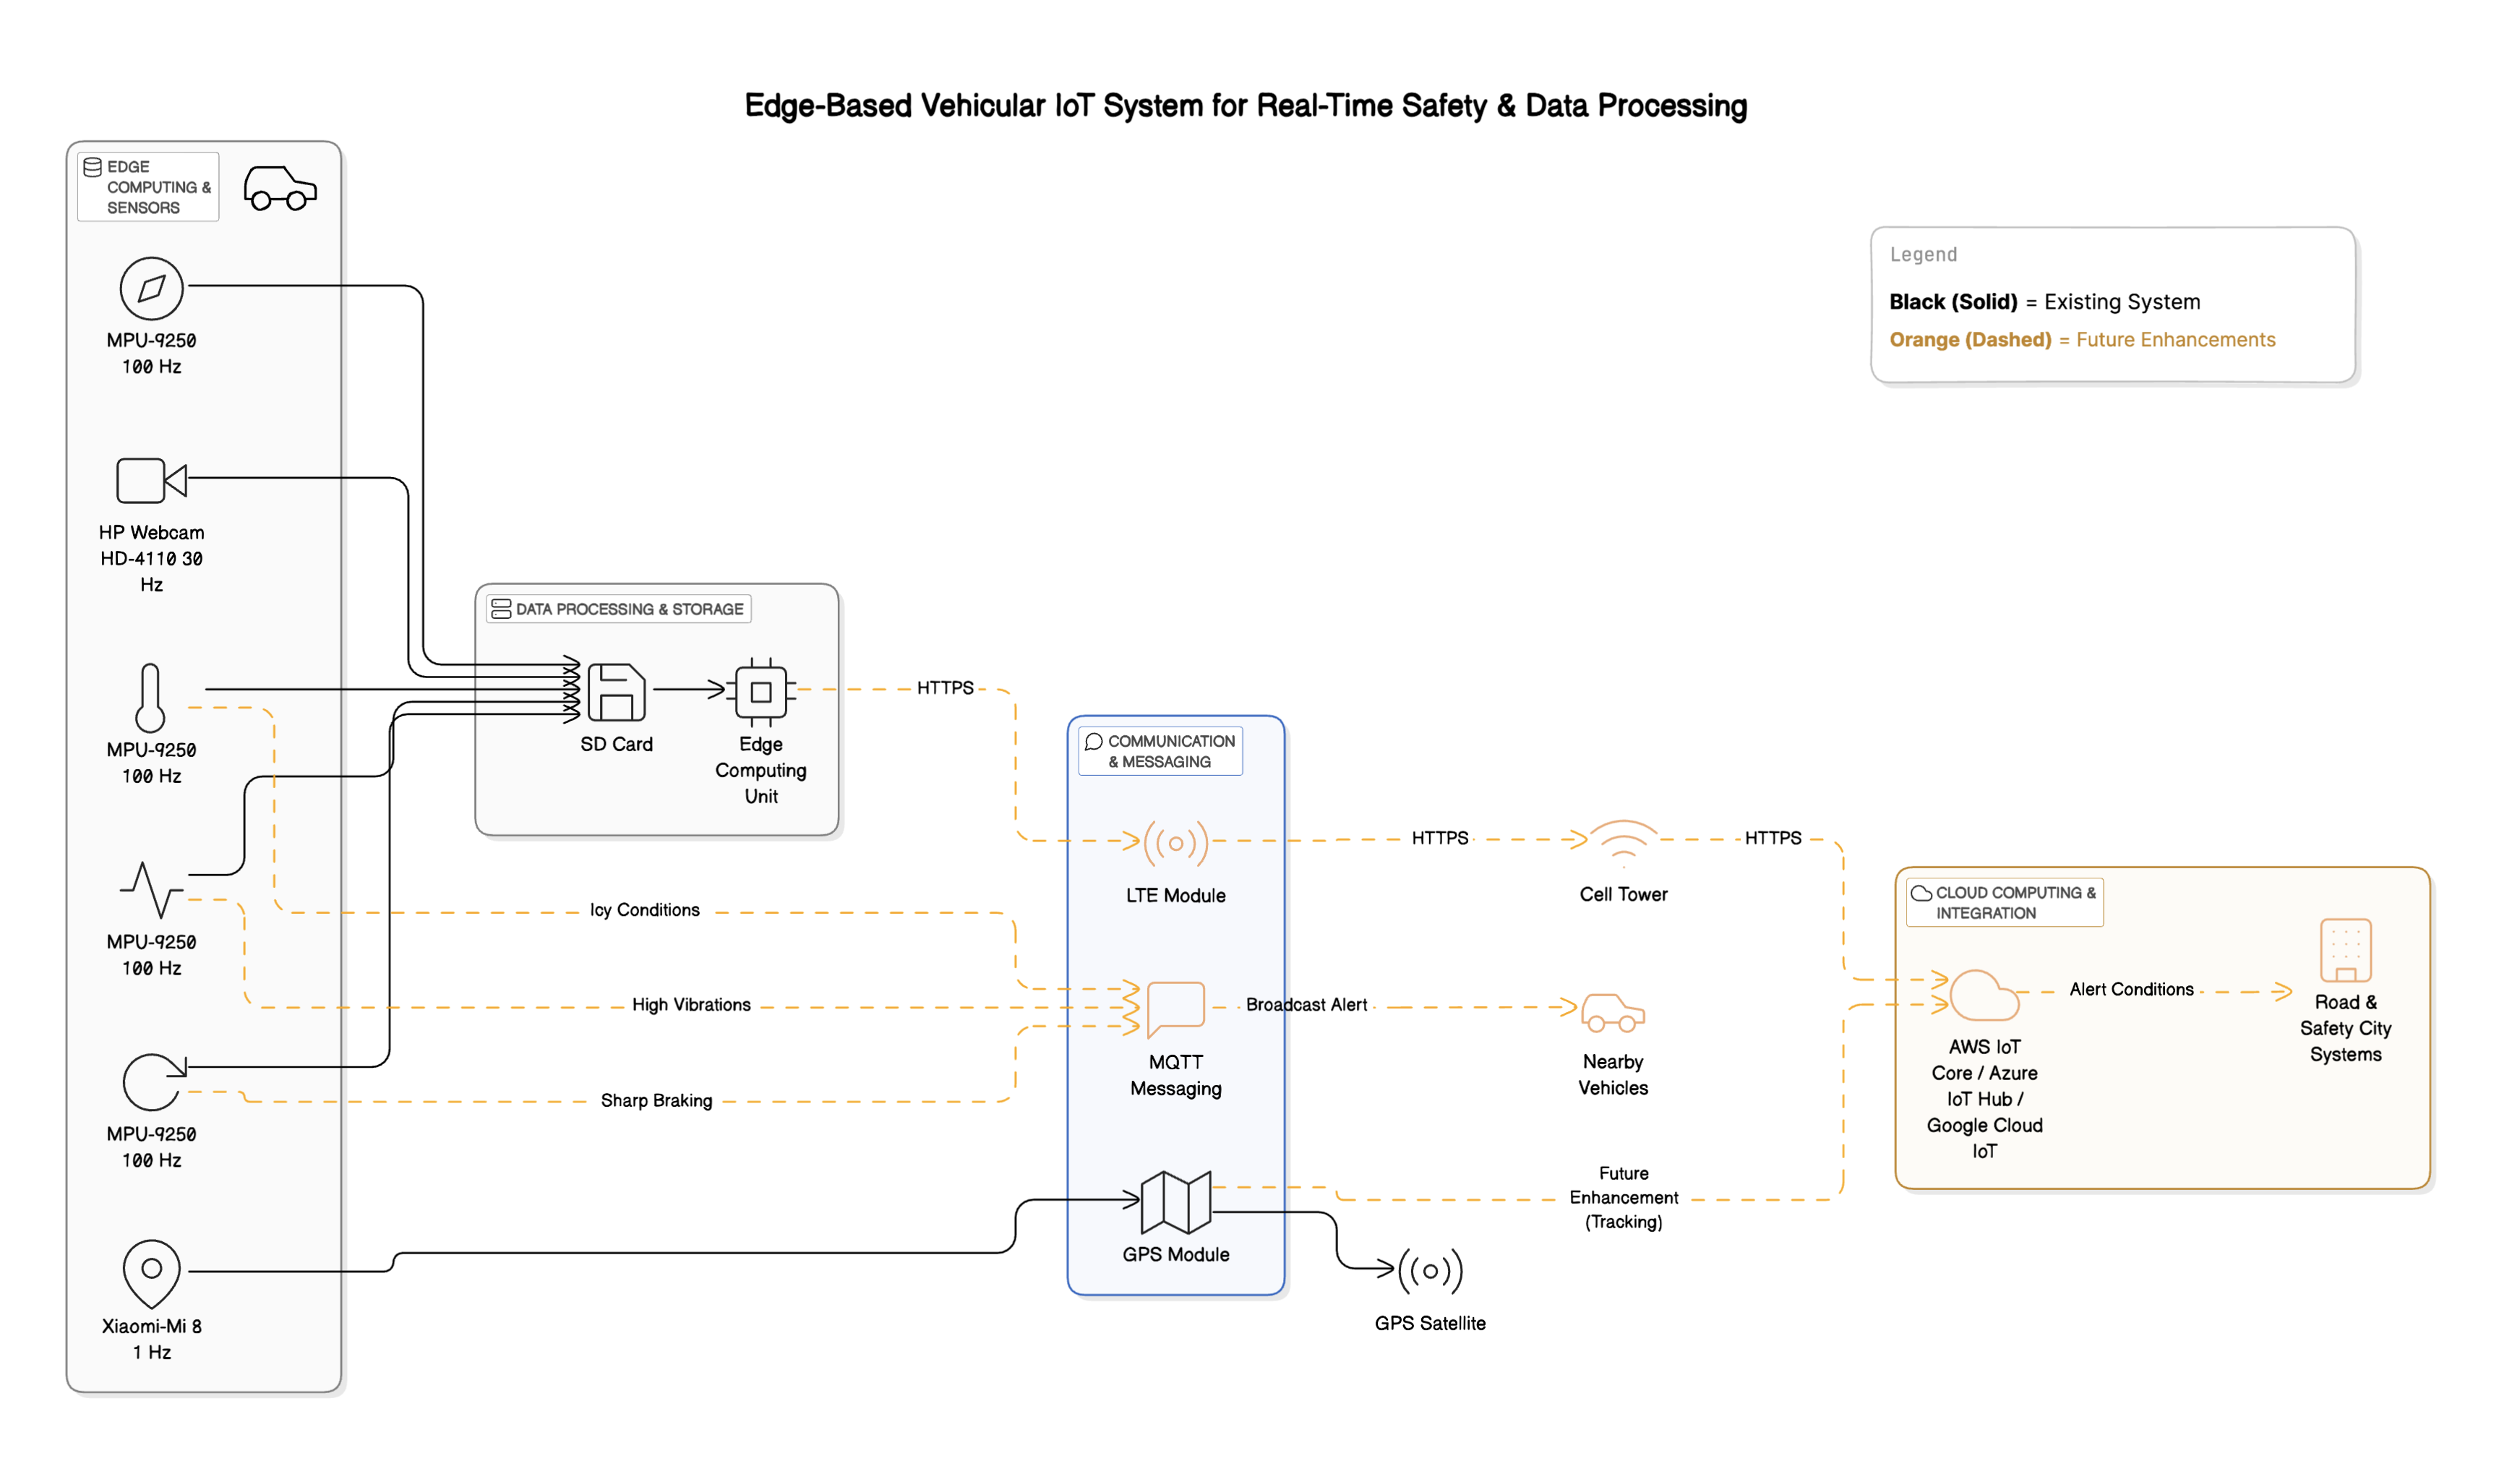 Edge-Based Vehicular IoT System for Real-Time Safety & Data Processing
EDGE
COMPUTING &
SENSORS
MPU-9250
100 Hz
HP Webcam
HD-4110 30
Hz
MPU-9250
100 Hz
MPU-9250
100 Hz
MPU-9250
100 Hz
Xiaomi-Mi 8
1 Hz
DATA PROCESSING & STORAGE
SD Card
Edge
Computing
Unit
HTTPS
Icy Conditions
High Vibrations
Sharp Braking
COMMUNICATION
& MESSAGING
LTE Module
MQTT
Messaging
GPS Module
HTTPS
Cell Tower
HTTPS
Broadcast Alert
Nearby
Vehicles
Future
Enhancement
(Tracking)
GPS Satellite
Legend
Black (Solid) = Existing System
Orange (Dashed) = Future Enhancements
CLOUD COMPUTING &
INTEGRATION
AWS IoT
Core / Azure
IoT Hub /
Google Cloud
IoT
Alert Conditions
Road &
Safety City
Systems